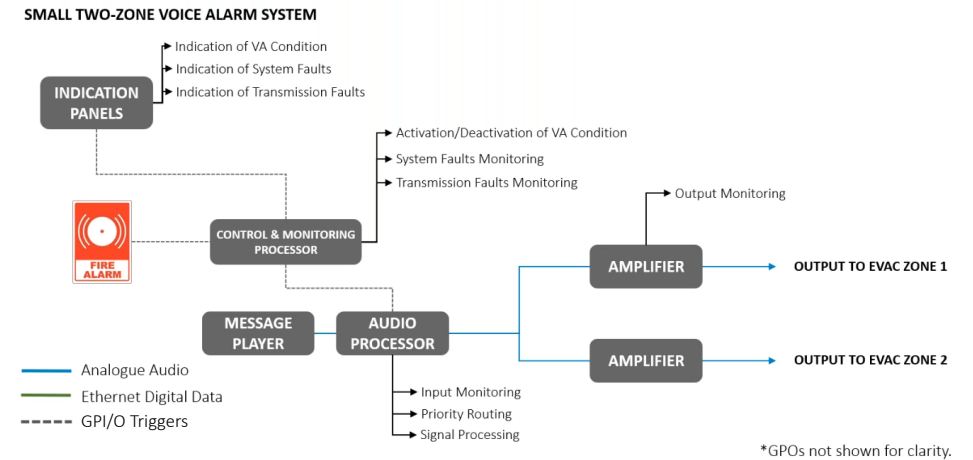 SMALL TWO-ZONE VOICE ALARM SYSTEM
Indication of VA Condition
Indication of System Faults
Indication of Transmission Faults
INDICATION
PANELS
Activation/Deactivation of VA Condition
System Faults Monitoring
Transmission Faults Monitoring
Output Monitoring
CONTROL & MONITORING
PROCESSOR
FIRE
ALARM
AMPLIFIER
OUTPUT TO EVAC ZONE 1
MESSAGE
PLAYER
AUDIO
PROCESSOR
AMPLIFIER
OUTPUT TO EVAC ZONE 2
Analogue Audio
Ethernet Digital Data
GPI/O Triggers
Input Monitoring
Priority Routing
Signal Processing
*GPOs not shown for clarity.